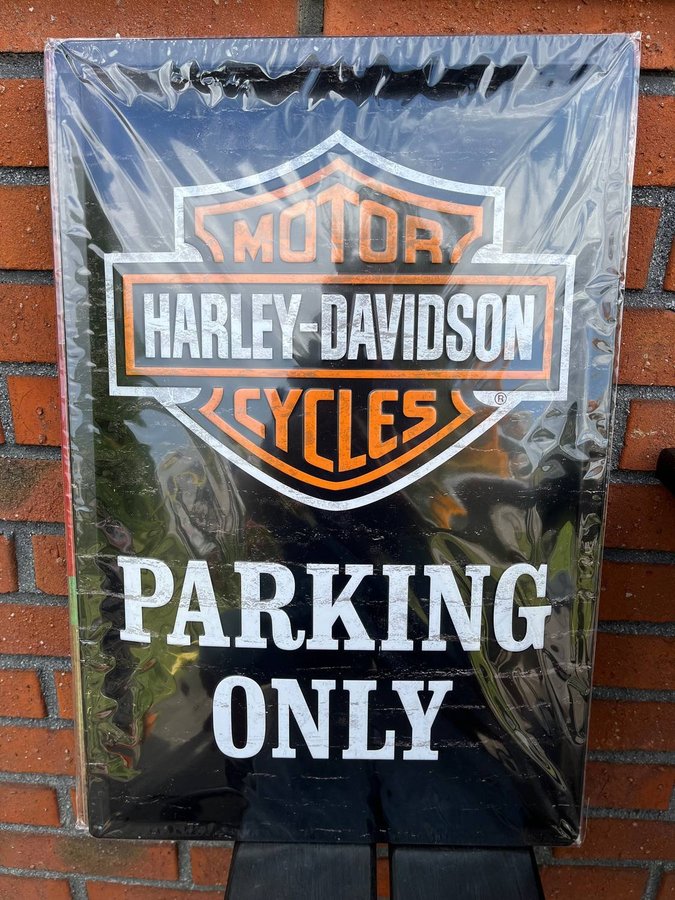 MOTOR
HARLEY-DAVIDSON
CYCLES
®
PARKING
ONLY